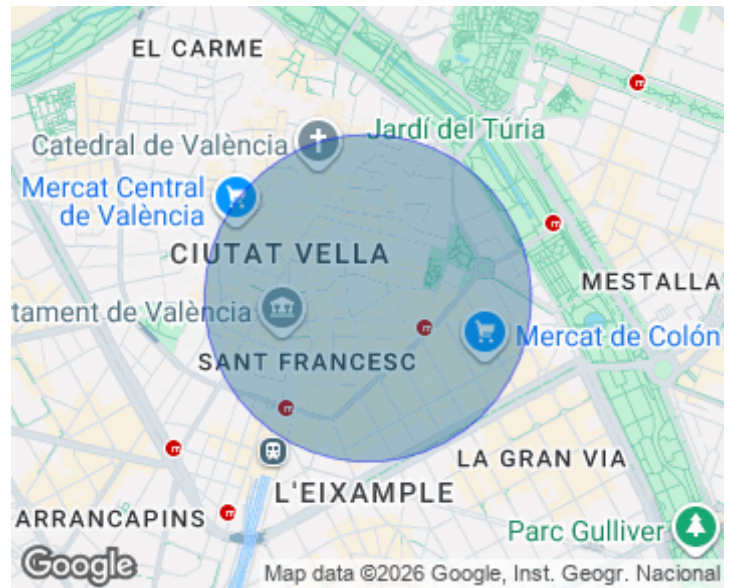 EL CARME
Catedral de València
Jardí del Túria
Mercat Central
de València
CIUTAT VELLA
MESTALLA
tament de València
Mercat de Colón
SANT FRANCESC
LA GRAN VIA
L'EIXAMPLE
ARRANCAPINS
Parc Gulliver
Google
Map data ©2026 Google, Inst. Geogr. Nacional